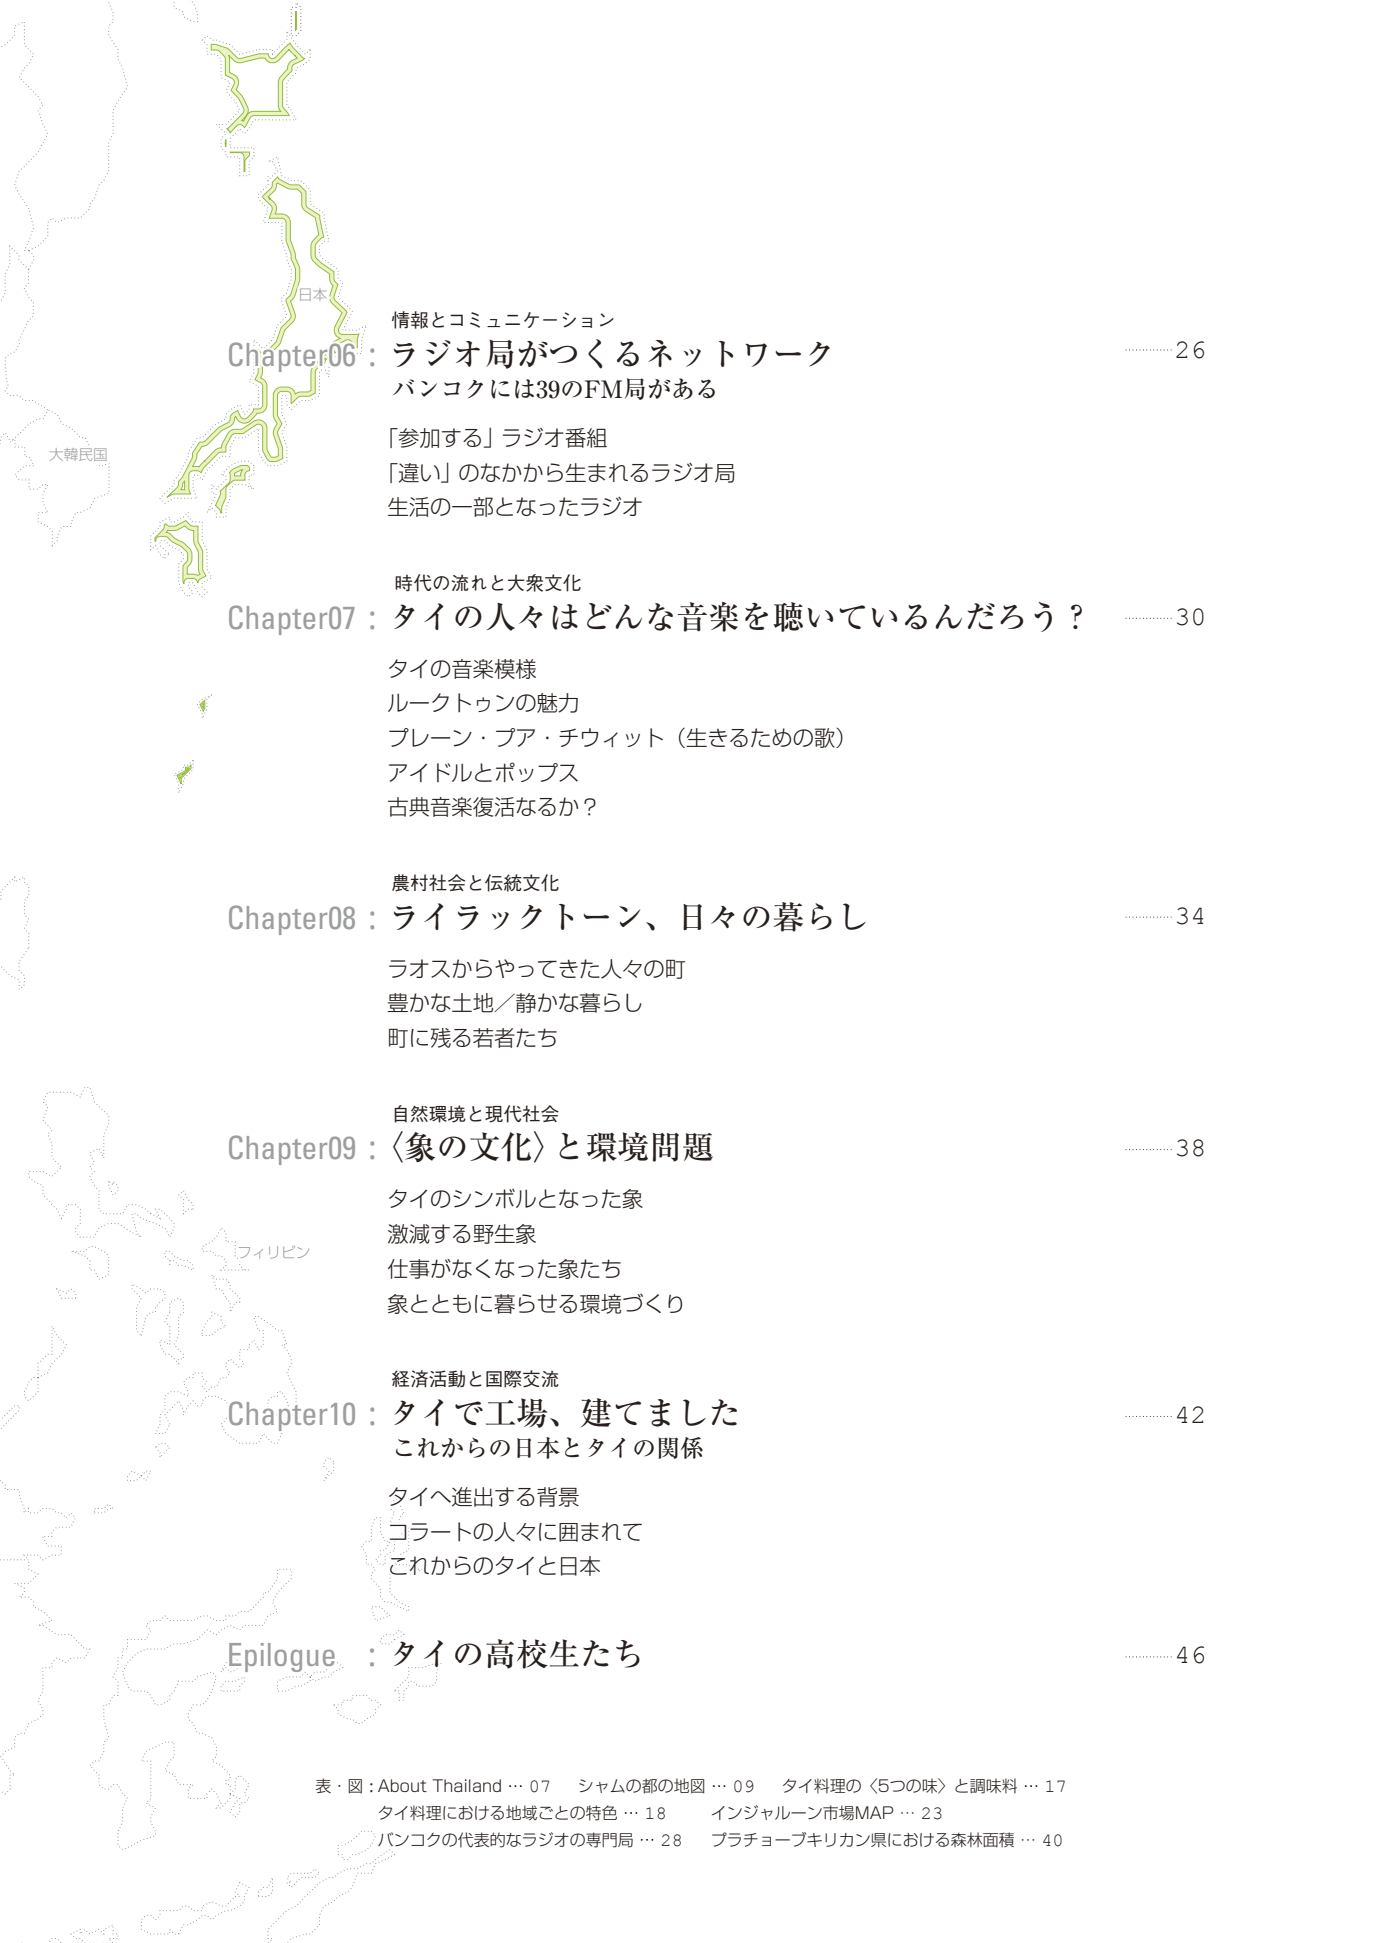 日本
大韓民国
フィリピン
情報とコミュニケーション
Chapter06 : ラジオ局がつくるネットワーク ………… 26
バンコクには39のFM局がある
「参加する」ラジオ番組
「違い」のなかから生まれるラジオ局
生活の一部となったラジオ
時代の流れと大衆文化
Chapter07 : タイの人々はどんな音楽を聴いているんだろう？ ………… 30
タイの音楽模様
ルークトゥンの魅力
プレーン・プア・チウィット（生きるための歌）
アイドルとポップス
古典音楽復活なるか？
農村社会と伝統文化
Chapter08 : ライラックトーン、日々の暮らし ………… 34
ラオスからやってきた人々の町
豊かな土地／静かな暮らし
町に残る若者たち
自然環境と現代社会
Chapter09 : 〈象の文化〉と環境問題 ………… 38
タイのシンボルとなった象
激減する野生象
仕事がなくなった象たち
象とともに暮らせる環境づくり
経済活動と国際交流
Chapter10 : タイで工場、建てました ………… 42
これからの日本とタイの関係
タイへ進出する背景
コラートの人々に囲まれて
これからのタイと日本
Epilogue : タイの高校生たち ………… 46
表・図 : About Thailand … 07 シャムの都の地図 … 09 タイ料理の〈5つの味〉と調味料 … 17
タイ料理における地域ごとの特色 … 18 インジャルーン市場MAP … 23
バンコクの代表的なラジオの専門局 … 28 プラチョーブキリカン県における森林面積 … 40